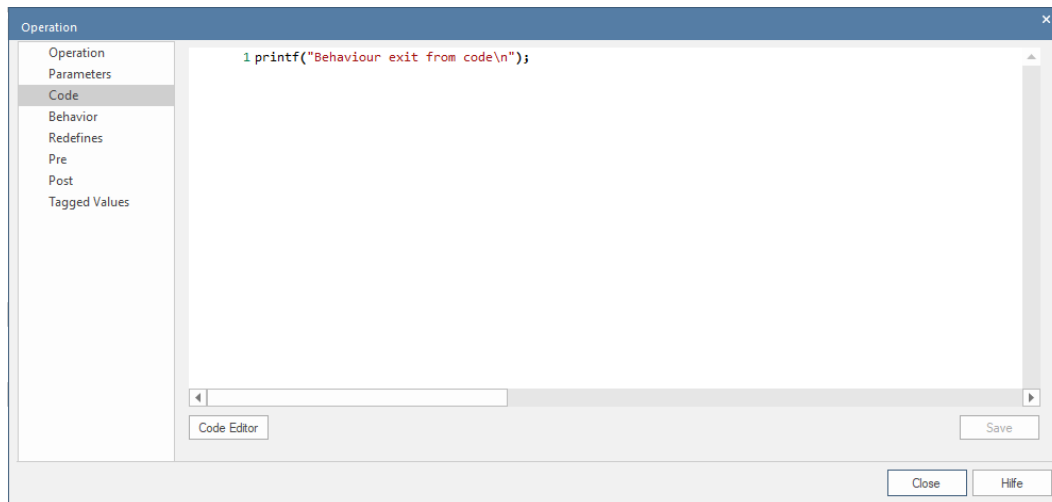 Operation
×
Operation
Parameters
Code
Behavior
Redefines
Pre
Post
Tagged Values
1 printf("Behaviour exit from code\n");
Code Editor
Save
Close
Hilfe